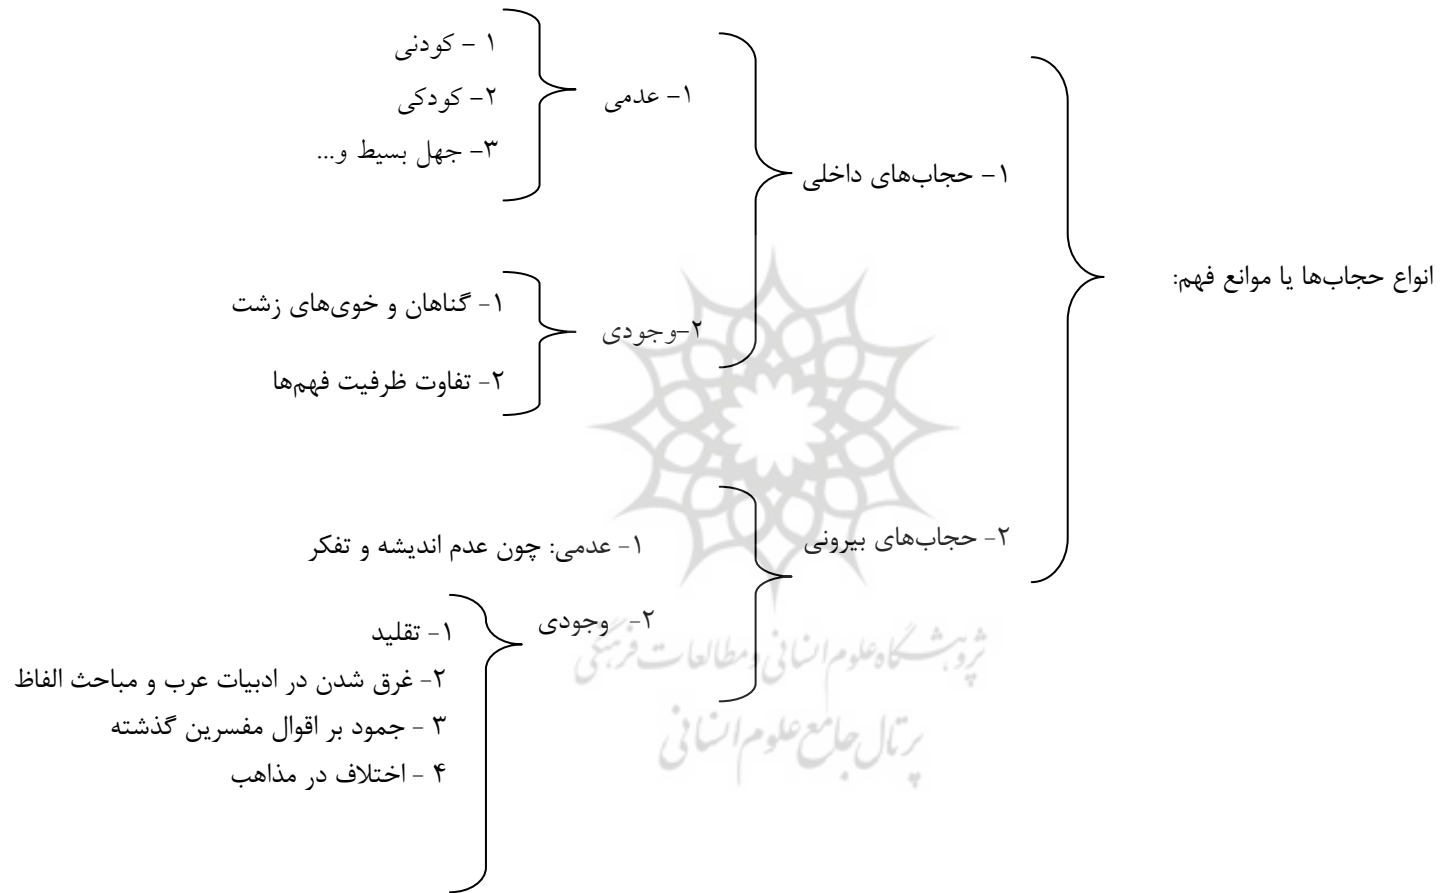 انواع حجاب‌ها یا موانع فهم:
۱- حجاب‌های داخلی
۱- عدمی
۱ - کودنی
۲- کودکی
۳- جهل بسیط و...
۲-وجودی
۱- گناهان و خوی‌های زشت
۲- تفاوت ظرفیت فهم‌ها
۲- حجاب‌های بیرونی
۱- عدمی: چون عدم اندیشه و تفکر
۲- وجودی
۱- تقلید
۲- غرق شدن در ادبیات عرب و مباحث الفاظ
۳ - جمود بر اقوال مفسرین گذشته
۴ - اختلاف در مذاهب
پژوهشگاه علوم انسانی و مطالعات فرهنگی
پرتال جامع علوم انسانی